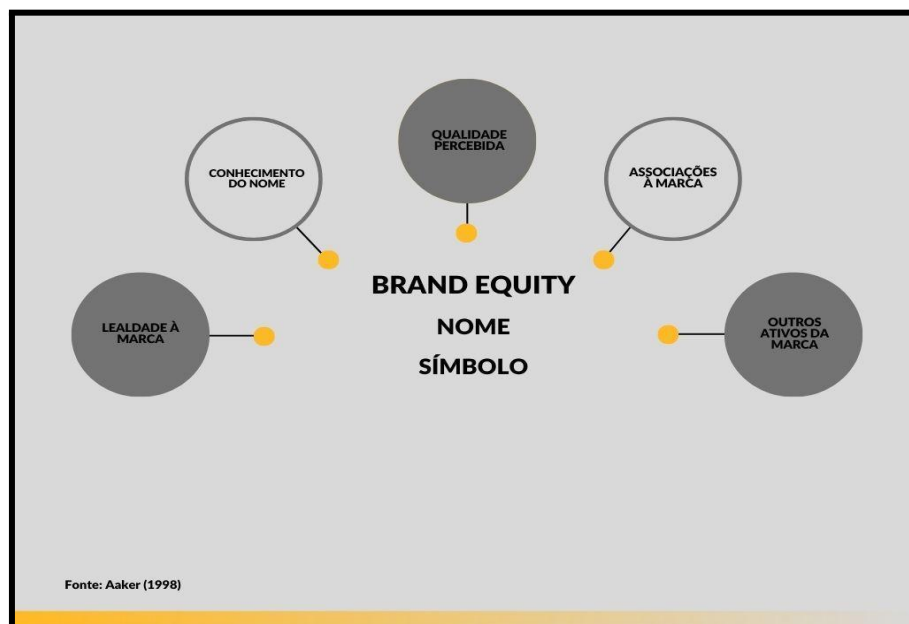 QUALIDADE
PERCEBIDA
CONHECIMENTO
DO NOME
ASSOCIAÇÕES
À MARCA
BRAND EQUITY
NOME
SÍMBOLO
LEALDADE À
MARCA
OUTROS
ATIVOS DA
MARCA
Fonte: Aaker (1998)